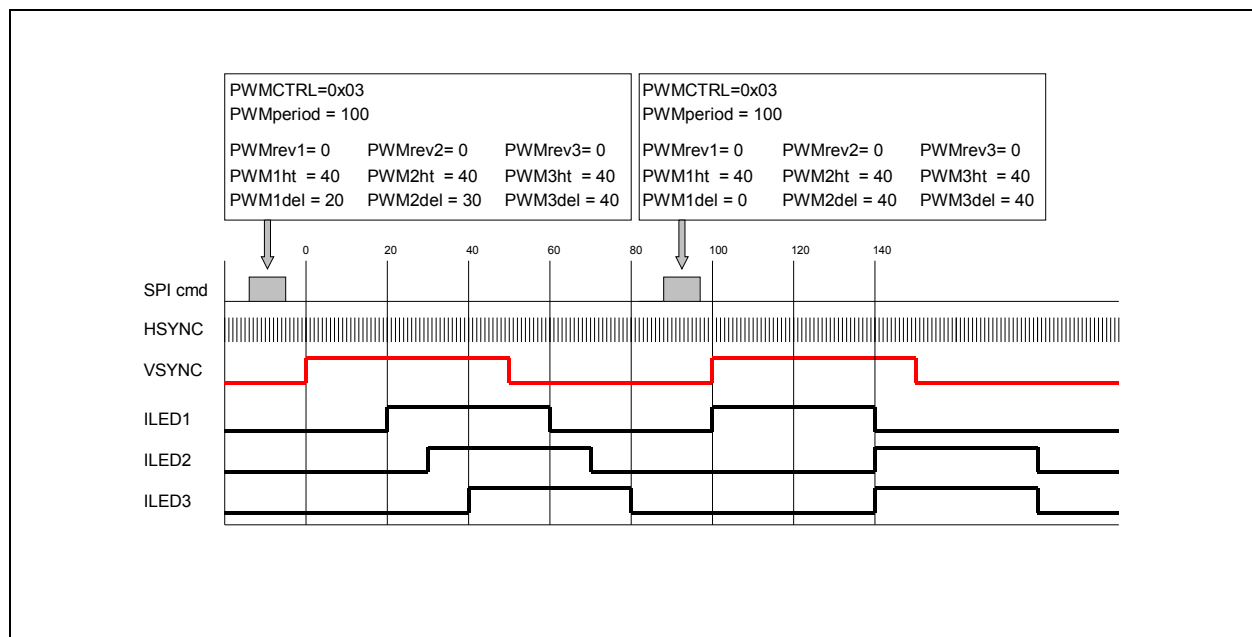 PWMCTRL=0x03
PWMperiod = 100
PWMrev1= 0 PWMrev2= 0 PWMrev3= 0
PWM1ht = 40 PWM2ht = 40 PWM3ht = 40
PWM1del = 20 PWM2del = 30 PWM3del = 40
PWMCTRL=0x03
PWMperiod = 100
PWMrev1= 0 PWMrev2= 0 PWMrev3= 0
PWM1ht = 40 PWM2ht = 40 PWM3ht = 40
PWM1del = 0 PWM2del = 40 PWM3del = 40
0 20 40 60 80 100 120 140
SPI cmd
HSYNC
VSYNC
ILED1
ILED2
ILED3